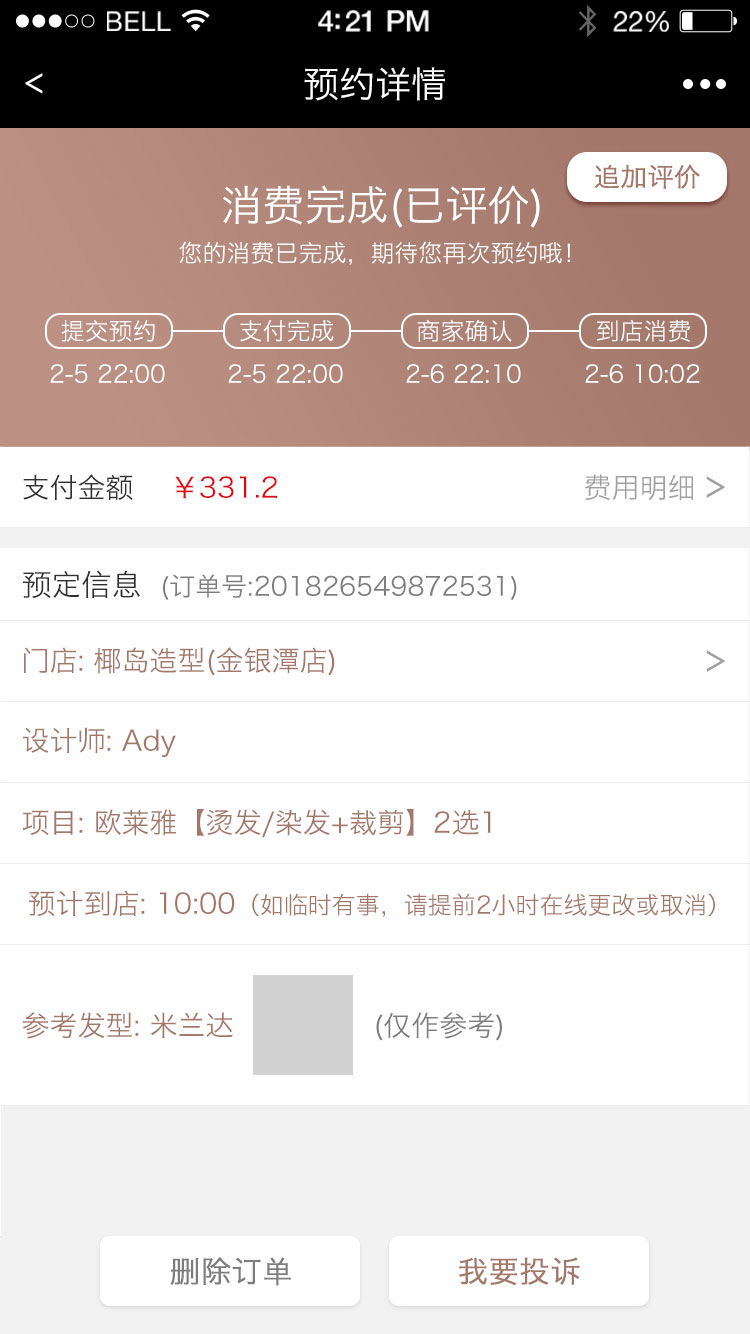 BELL 4:21 PM 22%
< 预约详情
追加评价
消费完成(已评价)
您的消费已完成，期待您再次预约哦！
提交预约 支付完成 商家确认 到店消费
2-5 22:00 2-5 22:00 2-6 22:10 2-6 10:02
支付金额 ￥331.2 费用明细 >
预定信息 (订单号:201826549872531)
门店: 椰岛造型(金银潭店) >
设计师: Ady
项目: 欧莱雅【烫发/染发+裁剪】2选1
预计到店: 10:00（如临时有事，请提前2小时在线更改或取消）
参考发型: 米兰达 (仅作参考)
删除订单 我要投诉